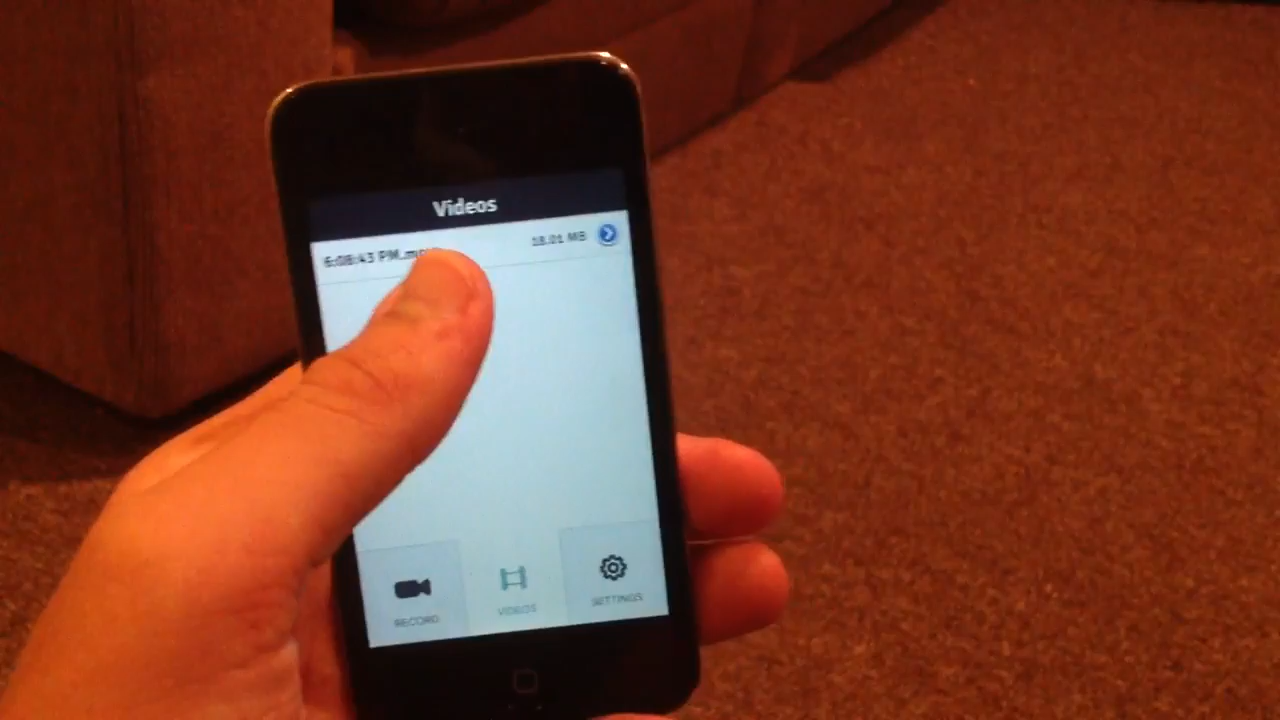 Videos
6:08:43 PM.m
18.01 MB
RECORD
VIDEOS
SETTINGS